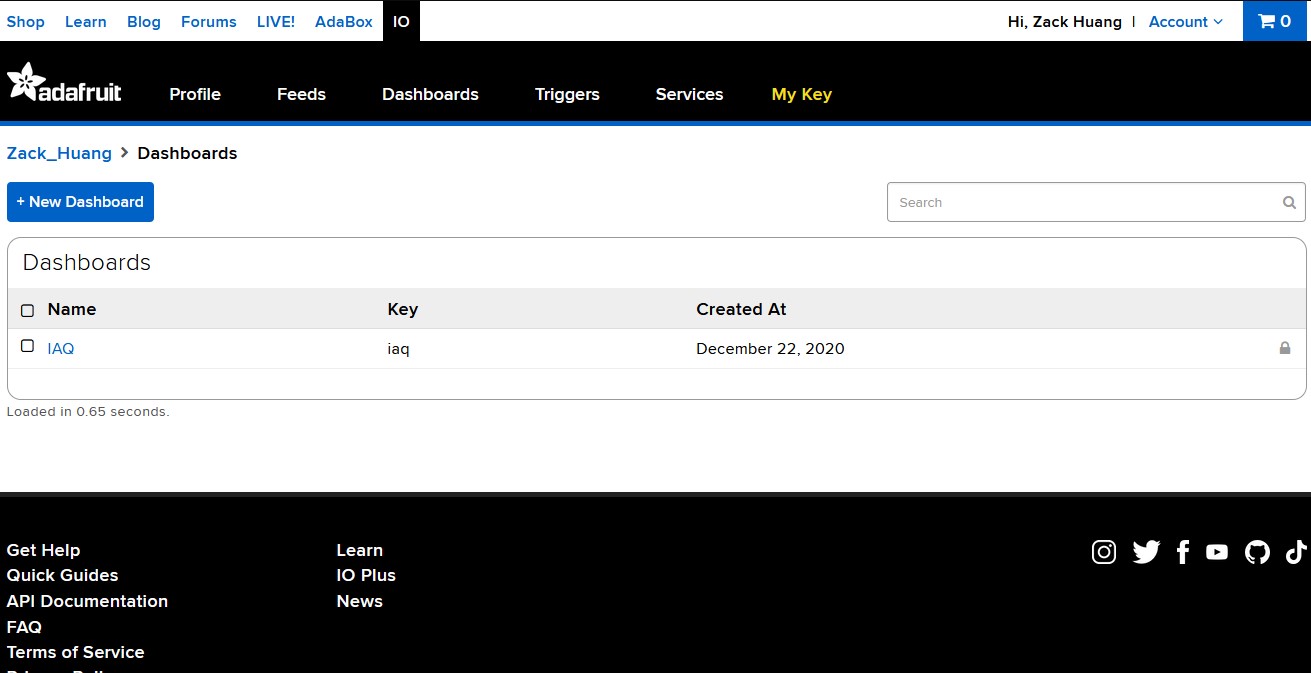 Shop Learn Blog Forums LIVE! AdaBox IO Hi, Zack Huang | Account 0
adafruit Profile Feeds Dashboards Triggers Services My Key
Zack_Huang > Dashboards
+ New Dashboard Search
Dashboards
Name Key Created At
IAQ iaq December 22, 2020
Loaded in 0.65 seconds.
Get Help Learn
Quick Guides IO Plus
API Documentation News
FAQ
Terms of Service